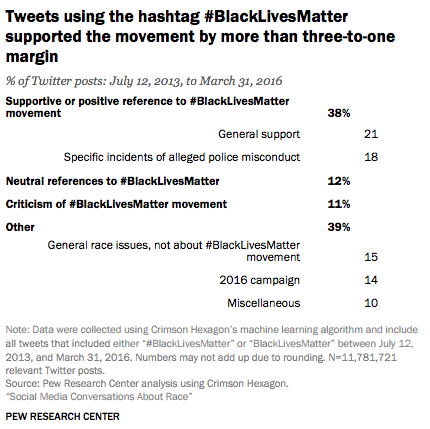 Tweets using the hashtag #BlackLivesMatter
supported the movement by more than three-to-one
margin
% of Twitter posts: July 12, 2013, to March 31, 2016
Supportive or positive reference to #BlackLivesMatter
movement 38%
General support 21
Specific incidents of alleged police misconduct 18
Neutral references to #BlackLivesMatter 12%
Criticism of #BlackLivesMatter movement 11%
Other 39%
General race issues, not about #BlackLivesMatter
movement 15
2016 campaign 14
Miscellaneous 10
Note: Data were collected using Crimson Hexagon's machine learning algorithm and include
all tweets that included either "#BlackLivesMatter" or "BlackLivesMatter" between July 12,
2013, and March 31, 2016. Numbers may not add up due to rounding. N=11,781,721
relevant Twitter posts.
Source: Pew Research Center analysis using Crimson Hexagon.
"Social Media Conversations About Race"
PEW RESEARCH CENTER